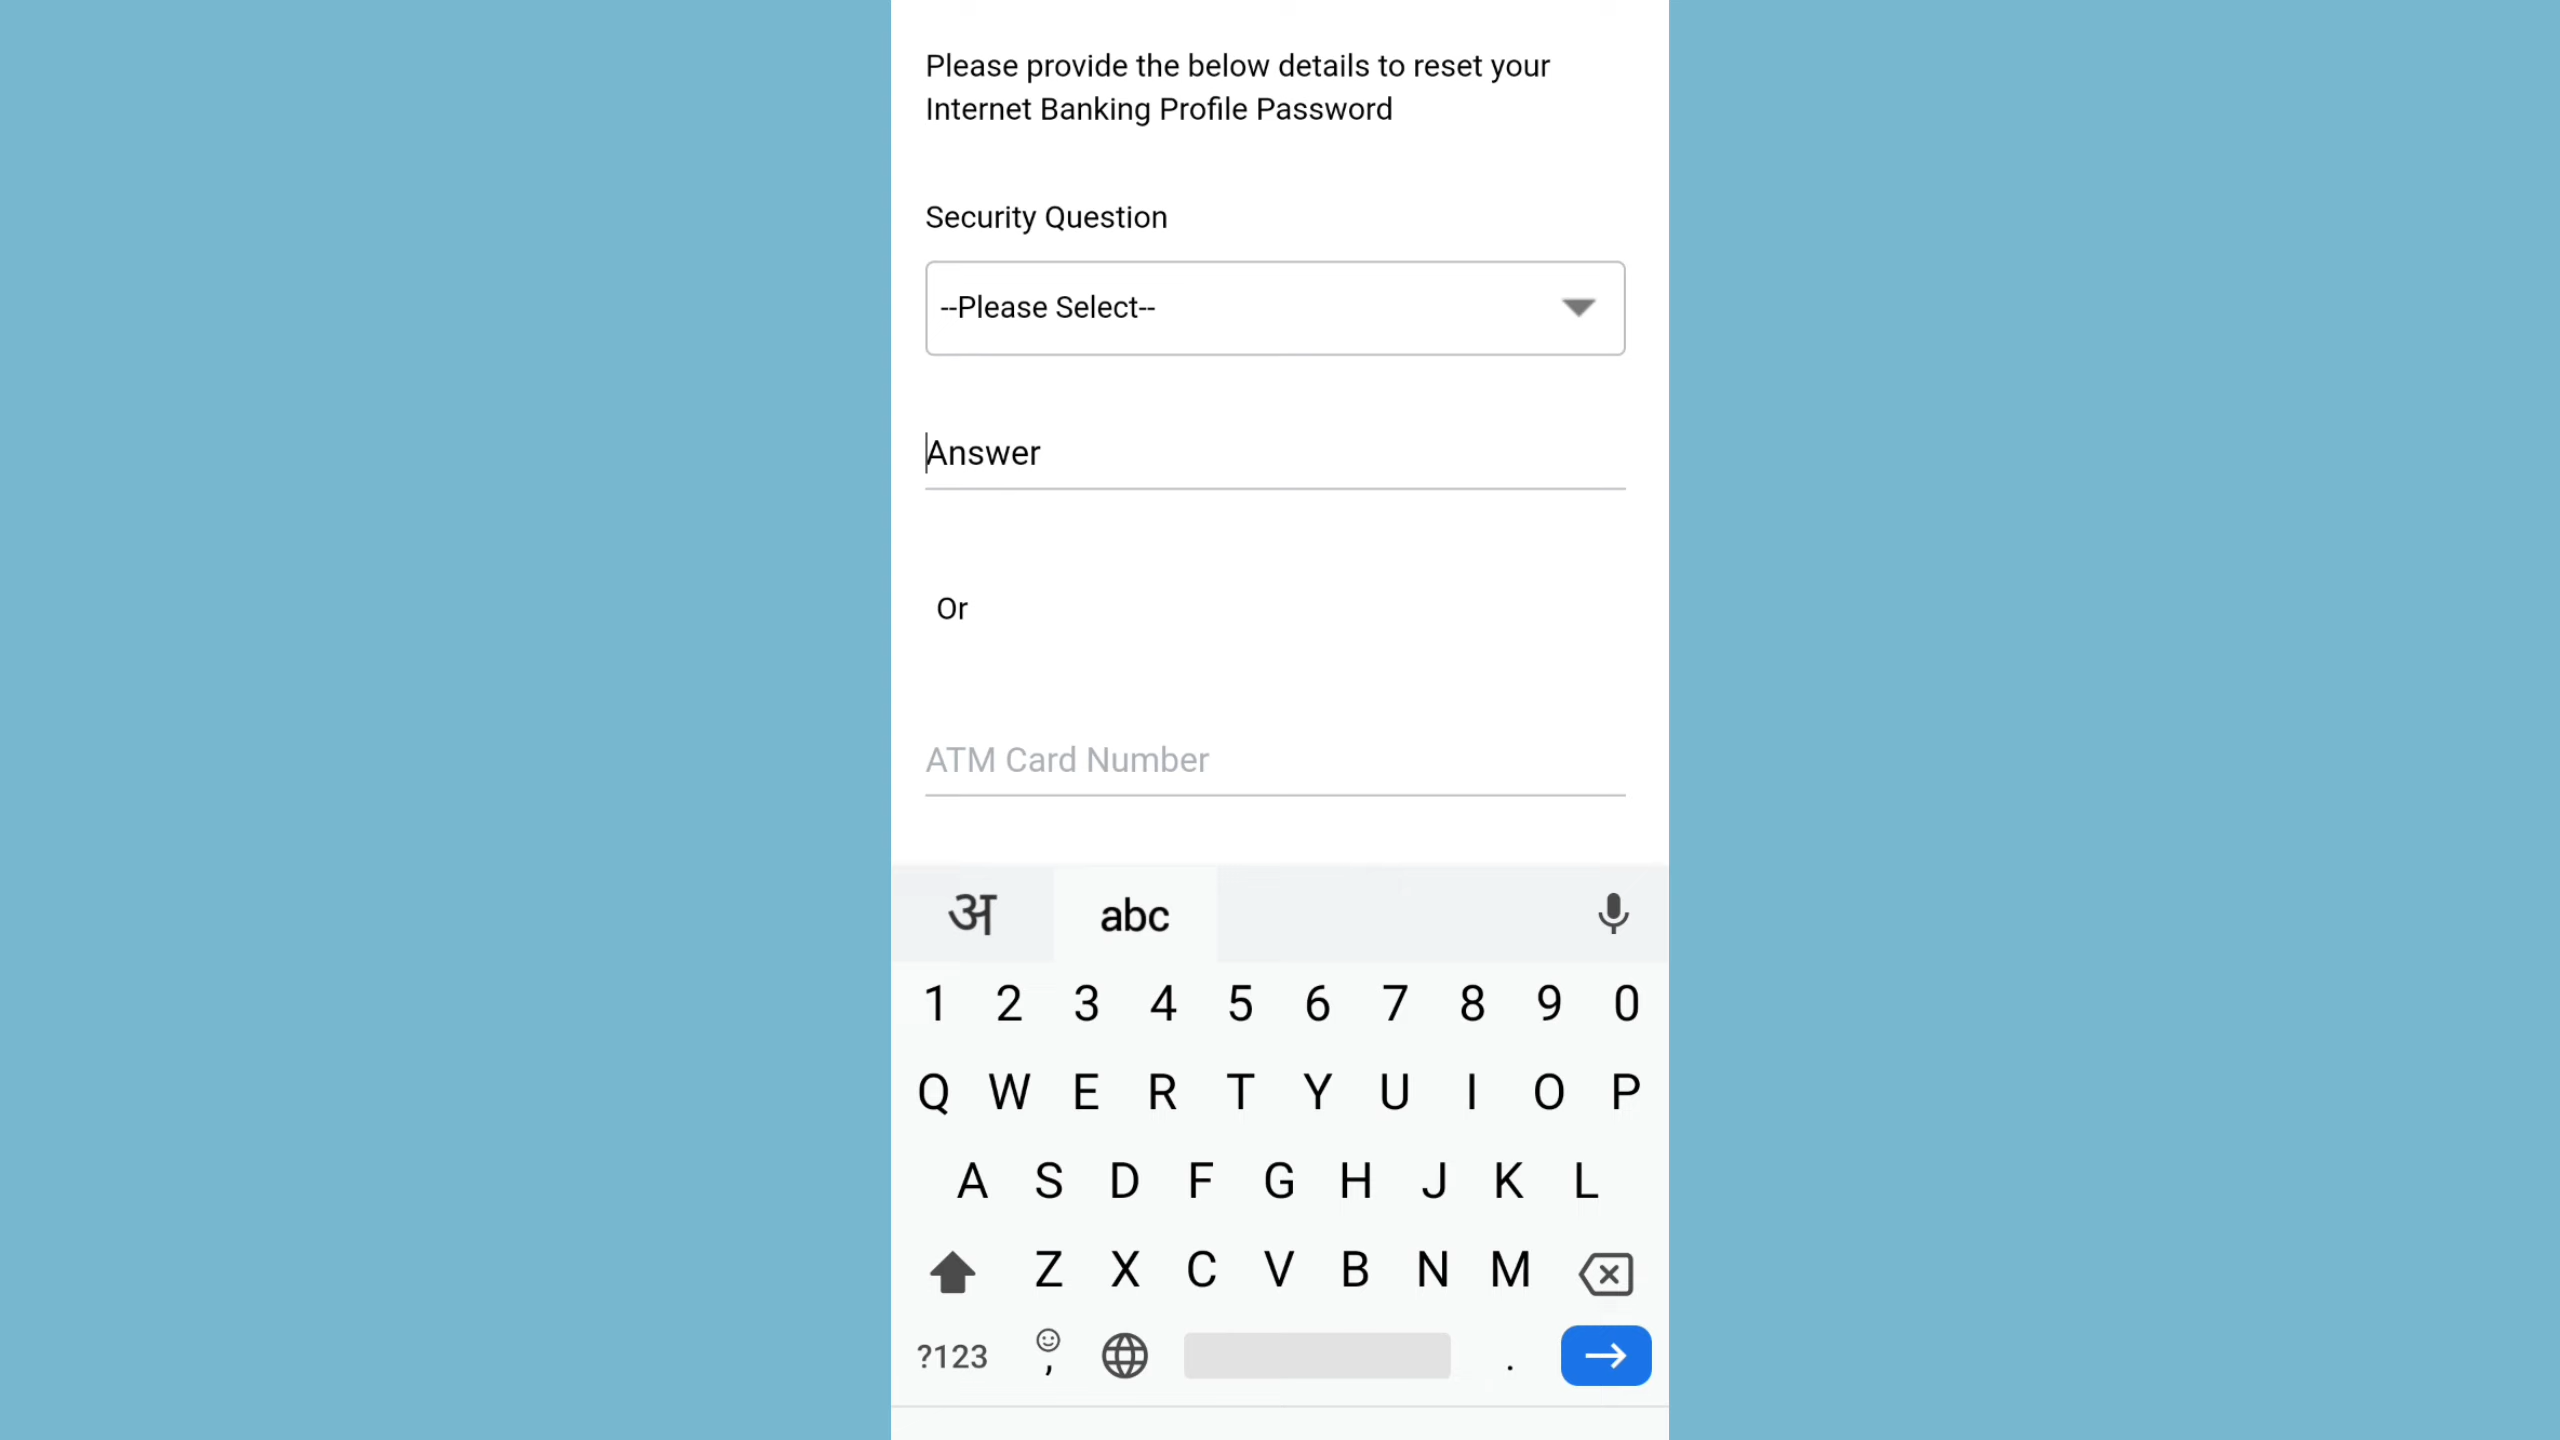 Please provide the below details to reset your
Internet Banking Profile Password
Security Question
--Please Select--
Answer
Or
ATM Card Number
अ abc
1 2 3 4 5 6 7 8 9 0
Q W E R T Y U I O P
A S D F G H J K L
Z X C V B N M
?123 , .